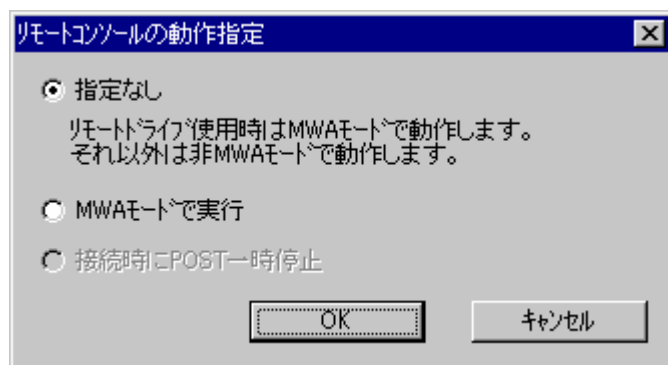 リモートコンソールの動作指定
指定なし
リモートドライブ使用時はMWAモードで動作します。
それ以外は非MWAモードで動作します。
MWAモードで実行
接続時にPOST一時停止
OK
キャンセル